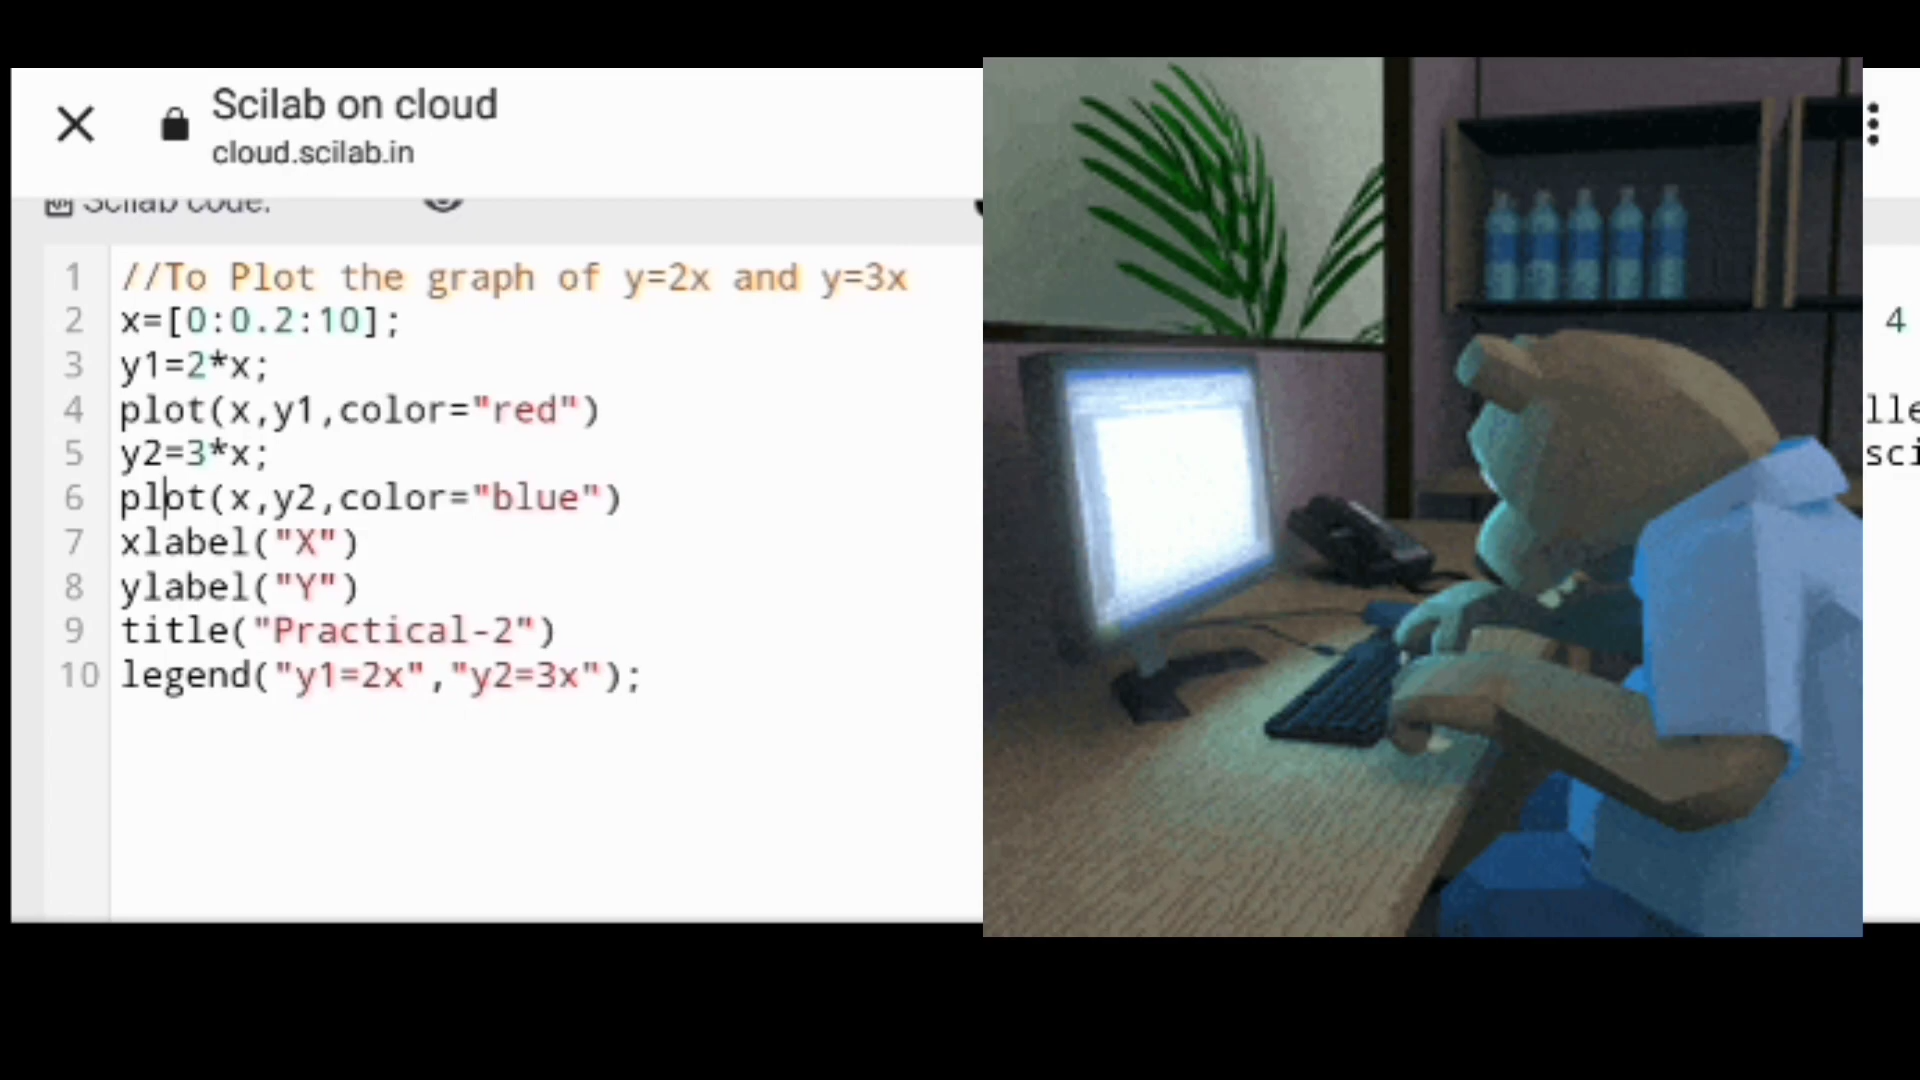 Scilab on cloud
cloud.scilab.in
Scilab code:
1 //To Plot the graph of y=2x and y=3x
2 x=[0:0.2:10];
3 y1=2*x;
4 plot(x,y1,color="red")
5 y2=3*x;
6 plot(x,y2,color="blue")
7 xlabel("X")
8 ylabel("Y")
9 title("Practical-2")
10 legend("y1=2x","y2=3x");
4
lle
sci